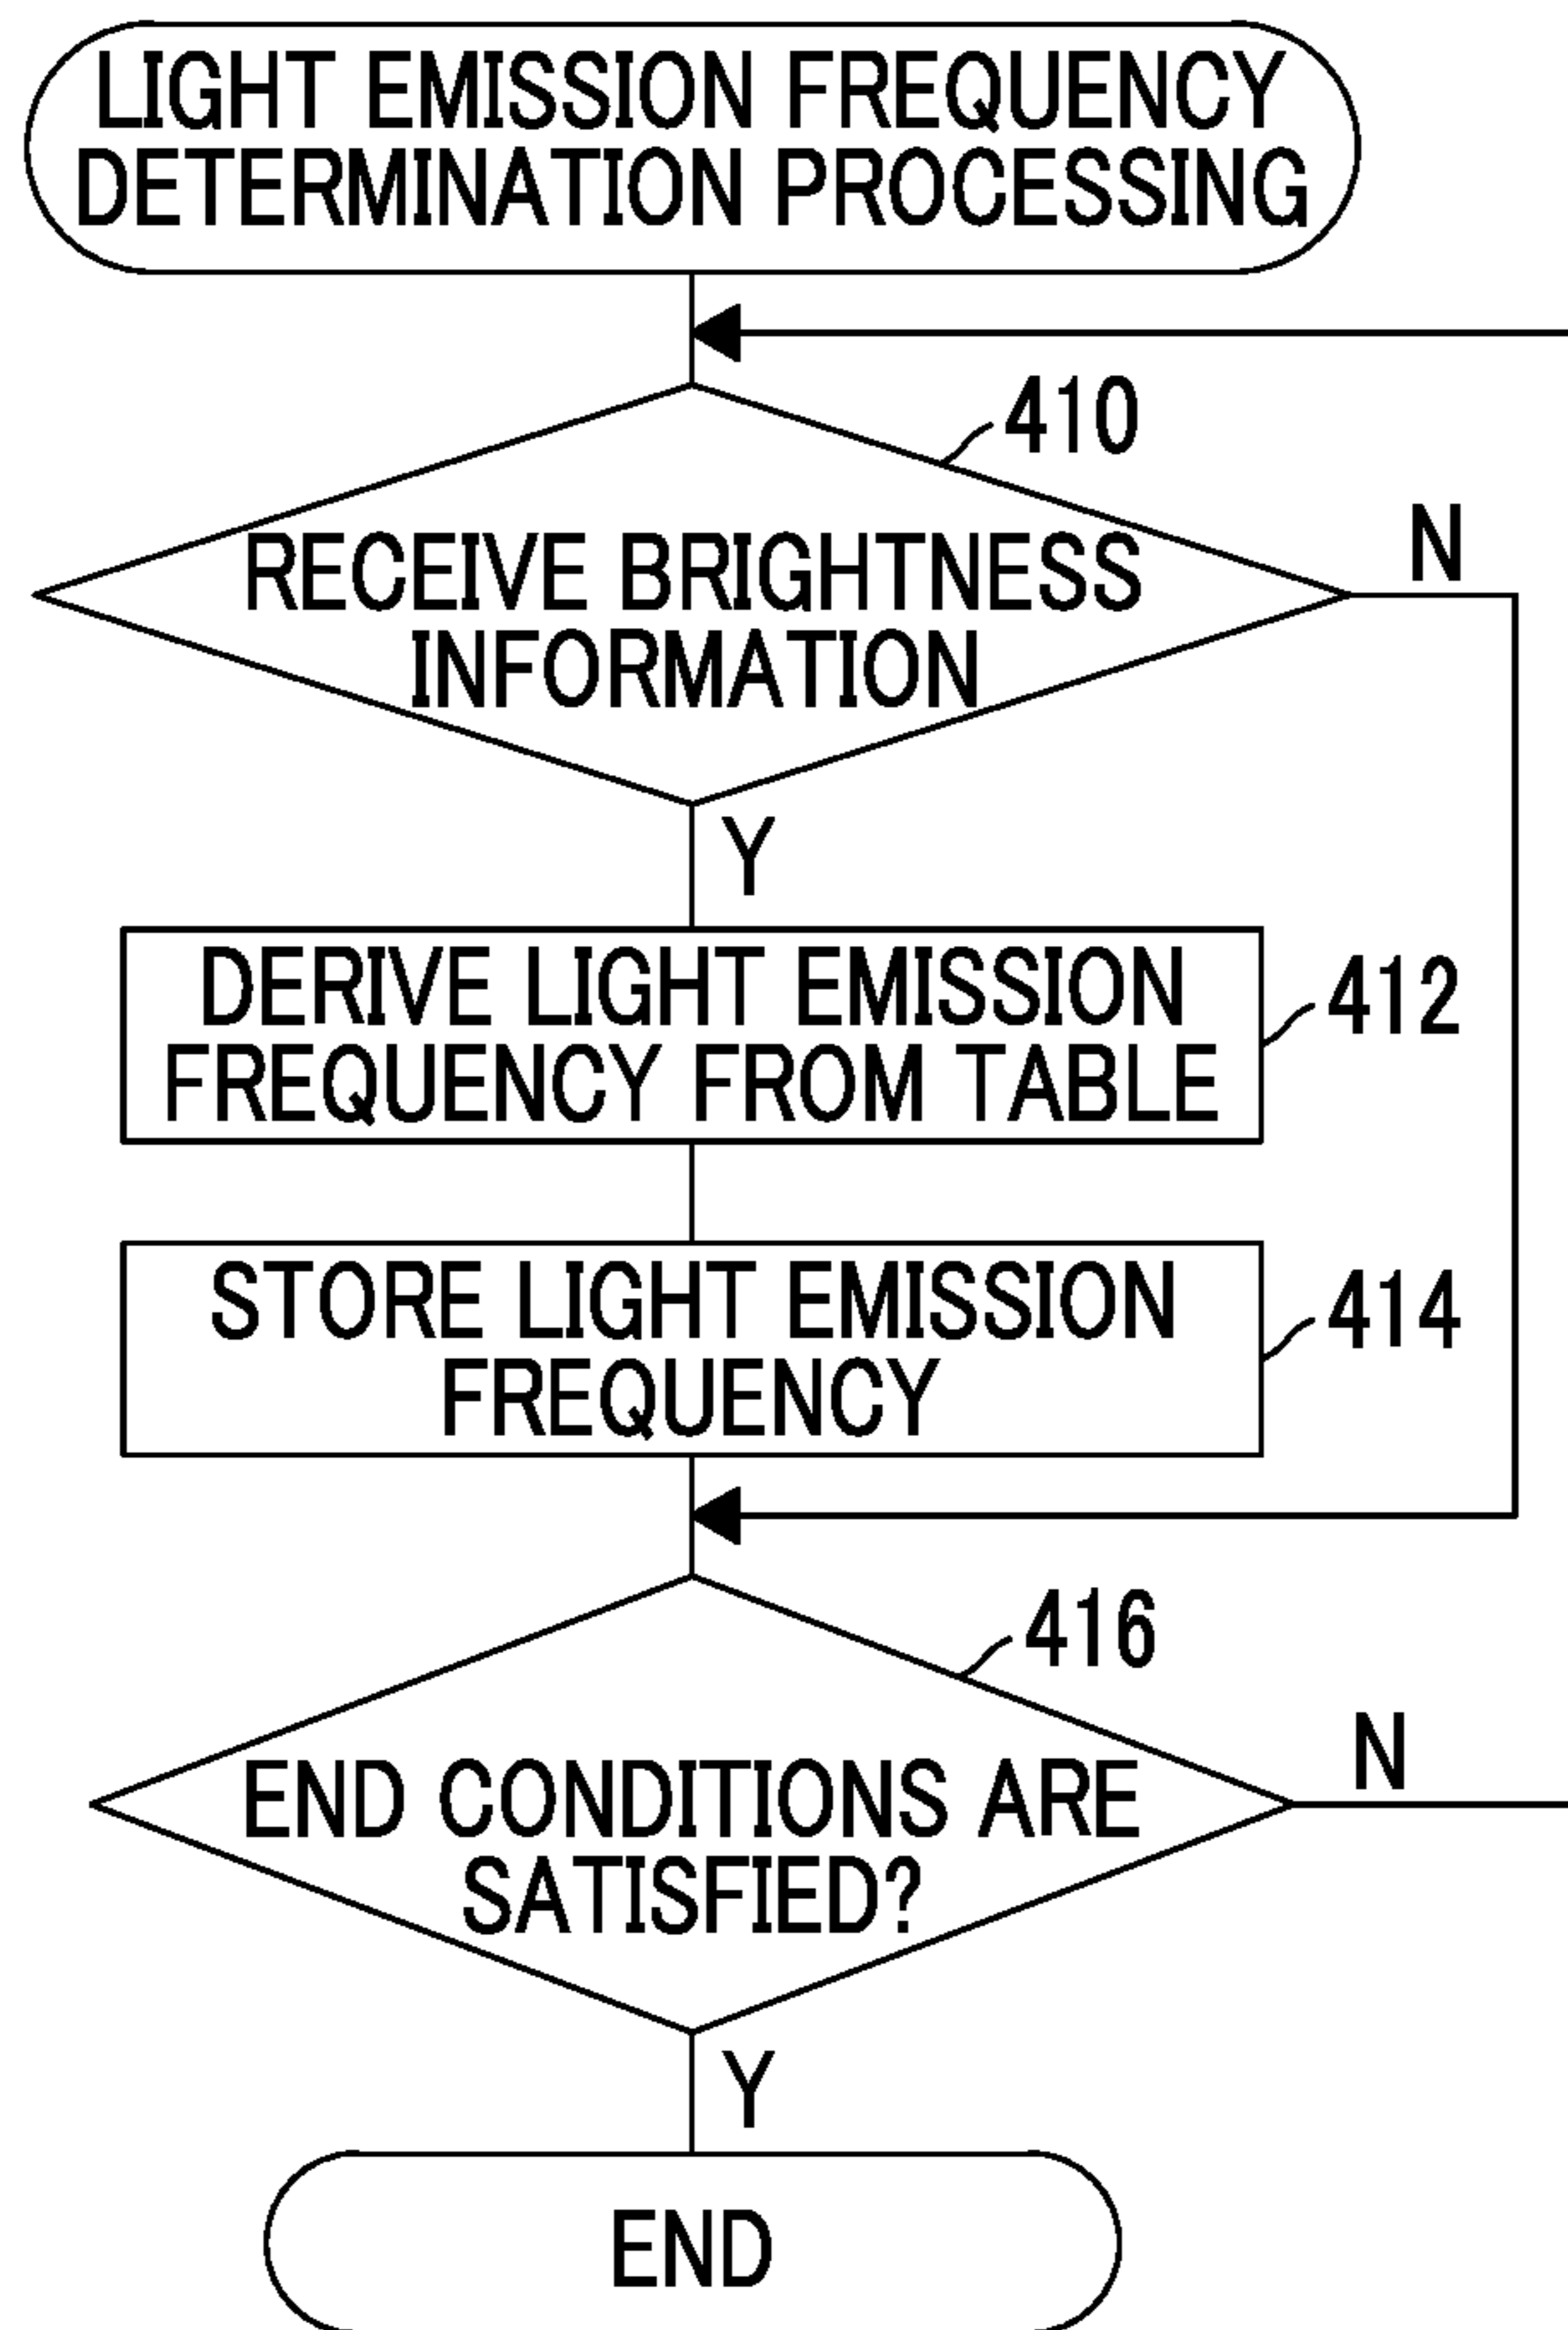 LIGHT EMISSION FREQUENCY
DETERMINATION PROCESSING
410
N
RECEIVE BRIGHTNESS
INFORMATION
Y
DERIVE LIGHT EMISSION
FREQUENCY FROM TABLE
412
STORE LIGHT EMISSION
FREQUENCY
414
416
N
END CONDITIONS ARE
SATISFIED?
Y
END